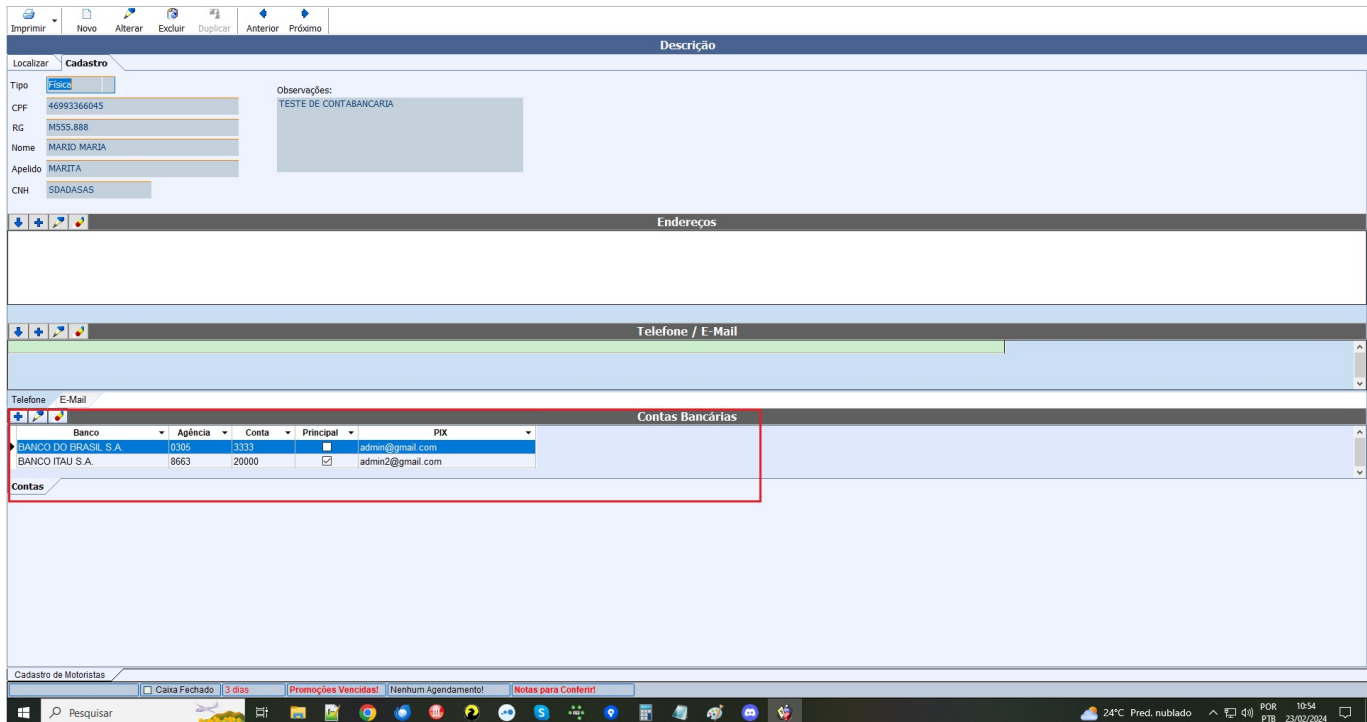 Imprimir Novo Alterar Excluir Duplicar Anterior Próximo
Descrição
Localizar Cadastro
Tipo Física
Observações:
CPF 46993366045
TESTE DE CONTABANCARIA
RG M555.888
Nome MARIO MARIA
Apelido MARITA
CNH SDADASAS
Endereços
Telefone / E-Mail
Telefone E-Mail
Contas Bancárias
Banco Agência Conta Principal PIX
BANCO DO BRASIL S.A. 0305 3333 admin@gmail.com
BANCO ITAU S.A. 8663 20000 admin2@gmail.com
Contas
Cadastro de Motoristas
Caixa Fechado 3 dias Promoções Vencidas! Nenhum Agendamento! Notas para Conferir!
Pesquisar 24°C Pred. nublado POR 10:54
PTB 23/02/2024